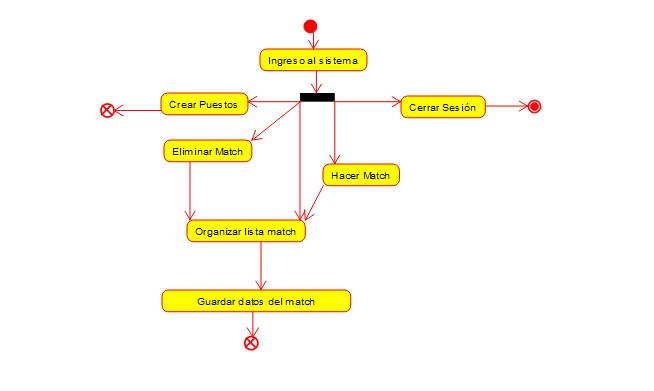 Ingreso al sistema
Crear Puestos
Cerrar Sesión
Eliminar Match
Hacer Match
Organizar lista match
Guardar datos del match